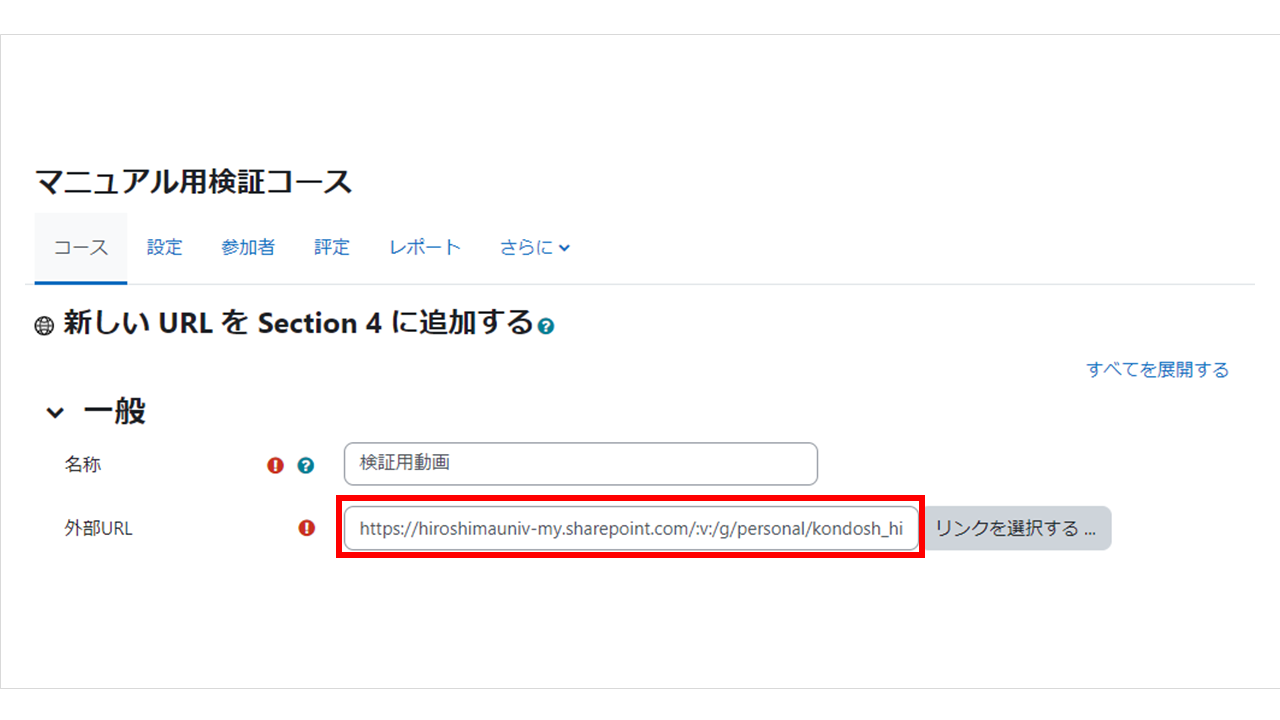 マニュアル用検証コース
コース 設定 参加者 評定 レポート さらに
新しい URL を Section 4 に追加する
すべてを展開する
一般
名称 検証用動画
外部URL https://hiroshimauniv-my.sharepoint.com/:v:/g/personal/kondosh_hi リンクを選択する ...